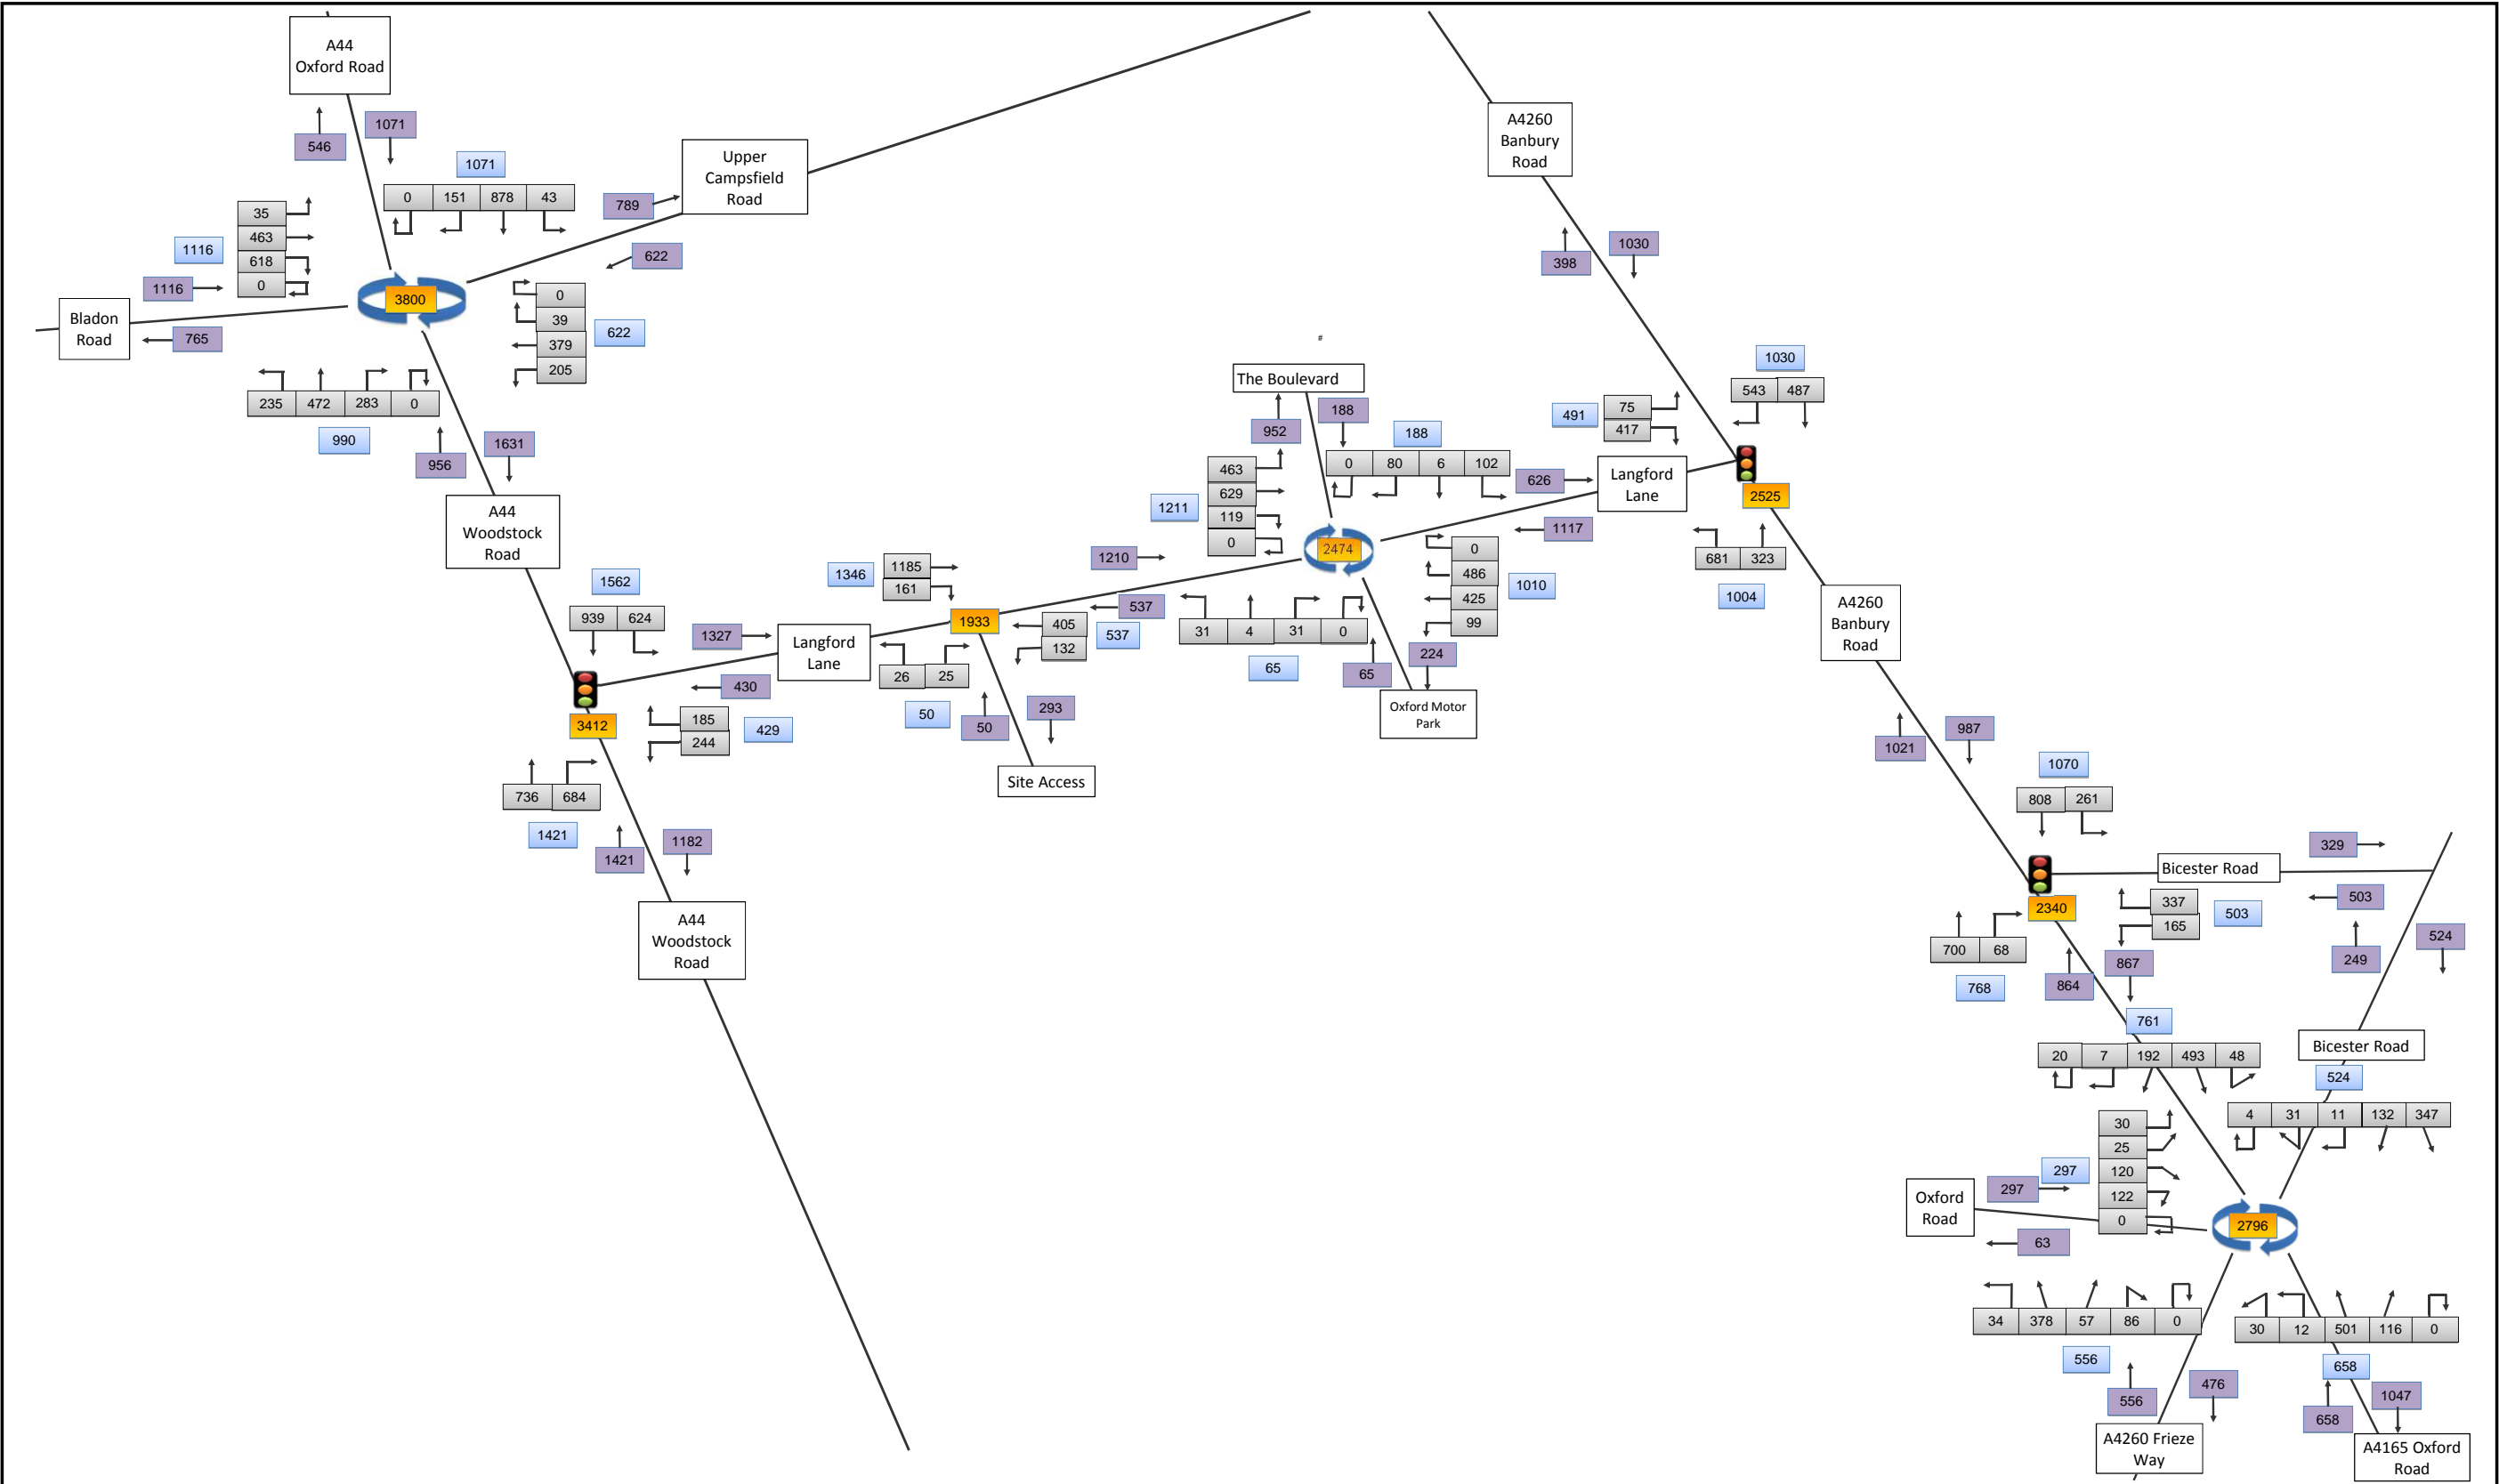 A44
Oxford Road
546
1071
1071
0 151 878 43
35
463
618
0
1116
1116
Bladon
Road
765
3800
789
Upper
Campsfield
Road
622
0
39
379
205
622
235 472 283 0
990
956
1631
A44
Woodstock
Road
1562
939 624
1327
Langford
Lane
430
3412
185
244
429
736 684
1421
1421
1182
A44
Woodstock
Road
1346
1185
161
1933
26 25
50
50
293
Site Access
405
132
537
537
1210
#
The Boulevard
952
188
188
0 80 6 102
463
629
119
0
1211
2474
31 4 31 0
65
65
224
Oxford Motor
Park
0
486
425
99
1010
626
1117
Langford
Lane
491
75
417
A4260
Banbury
Road
398
1030
1030
543 487
2525
681 323
1004
A4260
Banbury
Road
1021
987
1070
808 261
Bicester Road
329
503
2340
337
165
503
700 68
768
864
867
249
524
Bicester Road
761
20 7 192 493 48
524
4 31 11 132 347
30
25
120
122
0
297
297
Oxford
Road
63
2796
34 378 57 86 0
556
556
476
A4260 Frieze
Way
30 12 501 116 0
658
658
1047
A4165 Oxford
Road